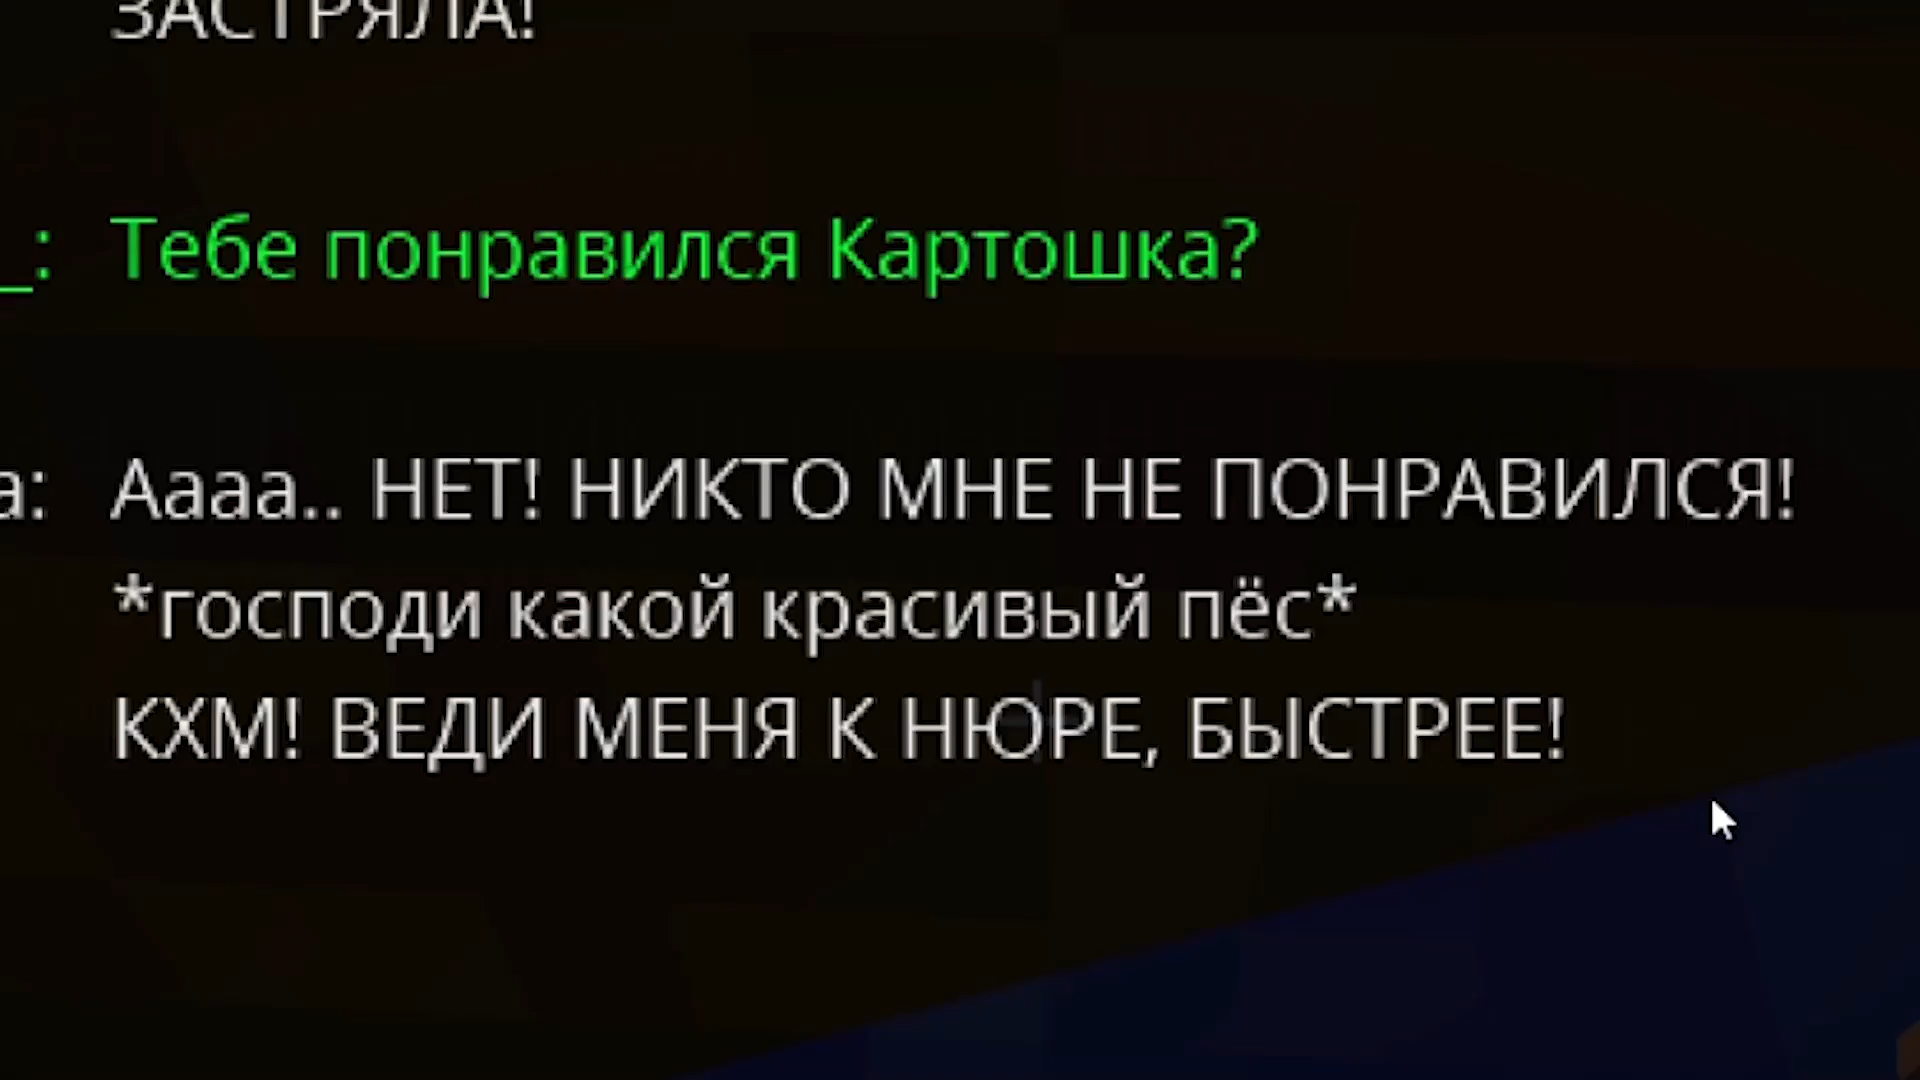 ЗАСТРЯЛА!
_: Тебе понравился Картошка?
а: Аааа.. НЕТ! НИКТО МНЕ НЕ ПОНРАВИЛСЯ!
*господи какой красивый пёс*
КХМ! ВЕДИ МЕНЯ К НЮРЕ, БЫСТРЕЕ!